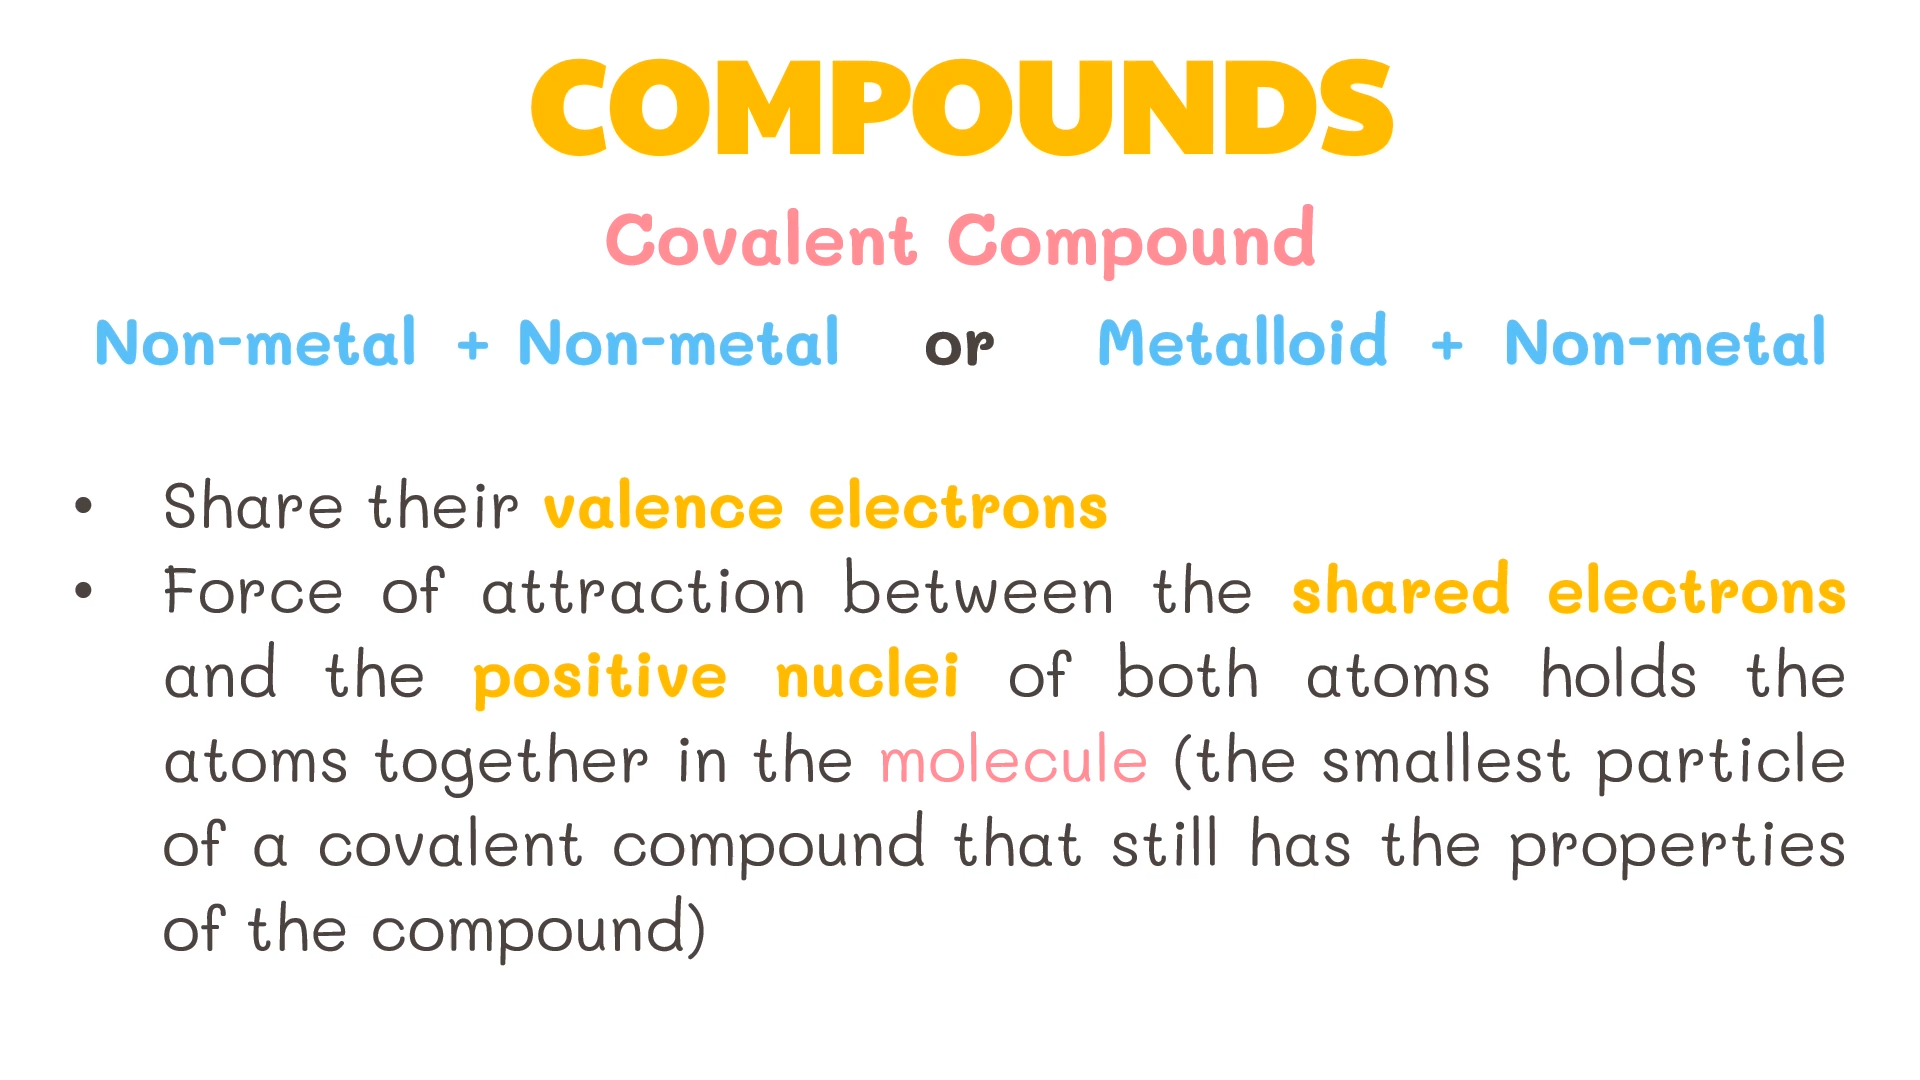 COMPOUNDS
Covalent Compound
Non-metal + Non-metal or Metalloid + Non-metal
• Share their valence electrons
• Force of attraction between the shared electrons
and the positive nuclei of both atoms holds the
atoms together in the molecule (the smallest particle
of a covalent compound that still has the properties
of the compound)